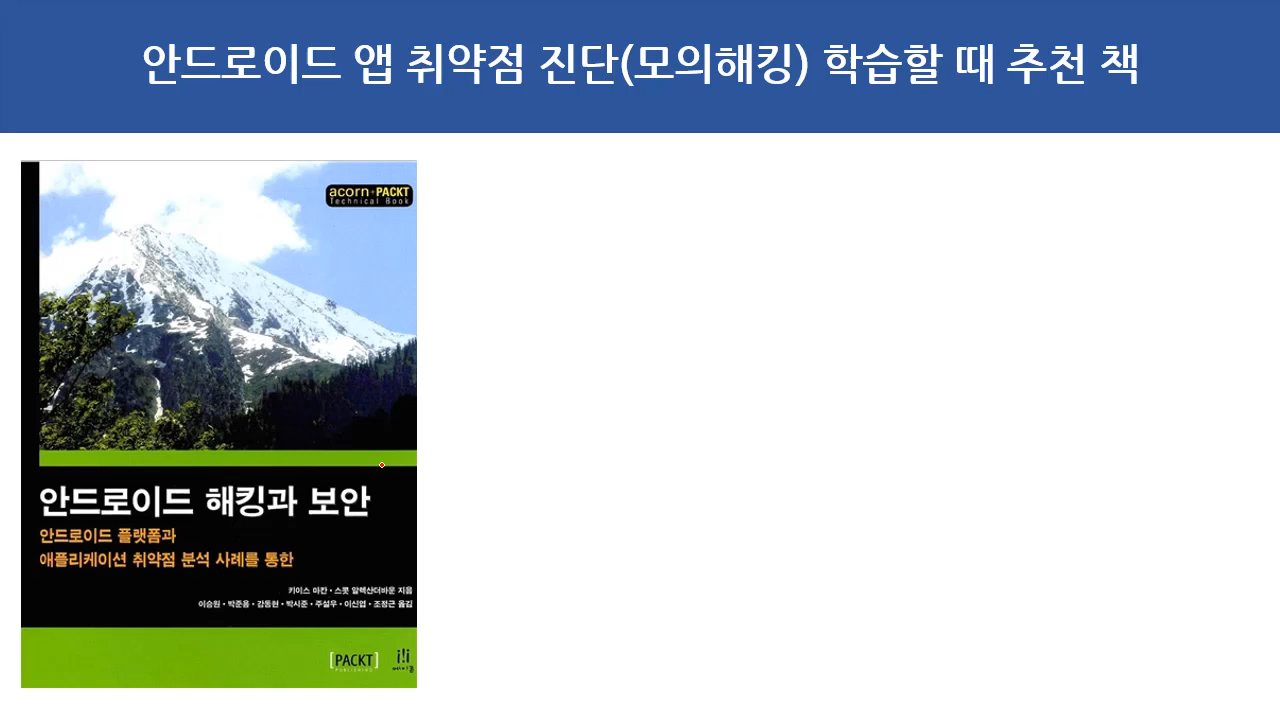 안드로이드 앱 취약점 진단(모의해킹) 학습할 때 추천 책
acorn+PACKT
Technical Book
안드로이드 해킹과 보안
안드로이드 플랫폼과
애플리케이션 취약점 분석 사례를 통한
키이스 마칸 • 스콧 알렉산더바운 지음
이승원 • 박준용 • 강동현 • 박시준 • 주설우 • 이신엽 • 조정근 옮김
[PACKT]
PUBLISHING